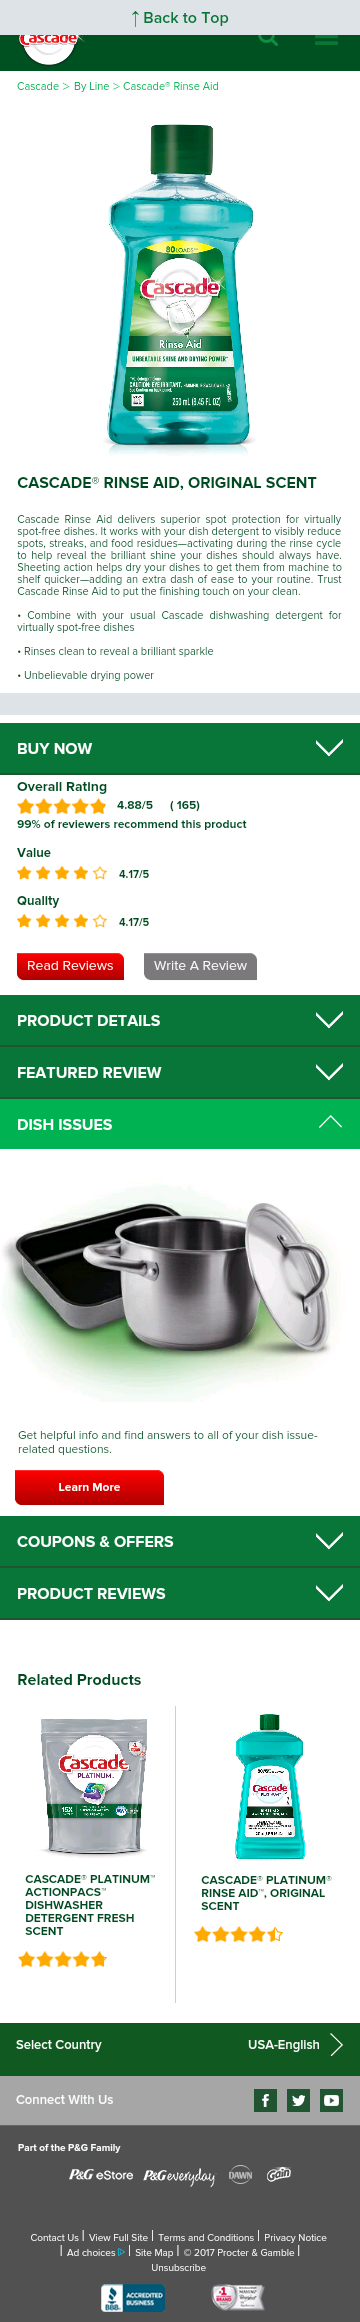 ↑ Back to Top
Cascade
Cascade > By Line > Cascade® Rinse Aid
80 LOADS
Cascade
Rinse Aid
UNBEATABLE SHINE AND DRYING POWER
CAUTION: EYE IRRITANT.
250 mL (8.45 FL OZ)
CASCADE® RINSE AID, ORIGINAL SCENT
Cascade Rinse Aid delivers superior spot protection for virtually
spot-free dishes. It works with your dish detergent to visibly reduce
spots, streaks, and food residues—activating during the rinse cycle
to help reveal the brilliant shine your dishes should always have.
Sheeting action helps dry your dishes to get them from machine to
shelf quicker—adding an extra dash of ease to your routine. Trust
Cascade Rinse Aid to put the finishing touch on your clean.
• Combine with your usual Cascade dishwashing detergent for
virtually spot-free dishes
• Rinses clean to reveal a brilliant sparkle
• Unbelievable drying power
BUY NOW
Overall Rating
4.88/5 ( 165)
99% of reviewers recommend this product
Value
4.17/5
Quality
4.17/5
Read Reviews Write A Review
PRODUCT DETAILS
FEATURED REVIEW
DISH ISSUES
Get helpful info and find answers to all of your dish issue-
related questions.
Learn More
COUPONS & OFFERS
PRODUCT REVIEWS
Related Products
Cascade
PLATINUM
15X
Cascade
PLATINUM
CASCADE® PLATINUM™
ACTIONPACS™
DISHWASHER
DETERGENT FRESH
SCENT
CASCADE® PLATINUM®
RINSE AID™, ORIGINAL
SCENT
Select Country USA-English
Connect With Us
Part of the P&G Family
P&G eStore P&G everyday DAWN Gain
Contact Us | View Full Site | Terms and Conditions | Privacy Notice
| Ad choices | Site Map | © 2017 Procter & Gamble |
Unsubscribe
BBB. ACCREDITED BUSINESS